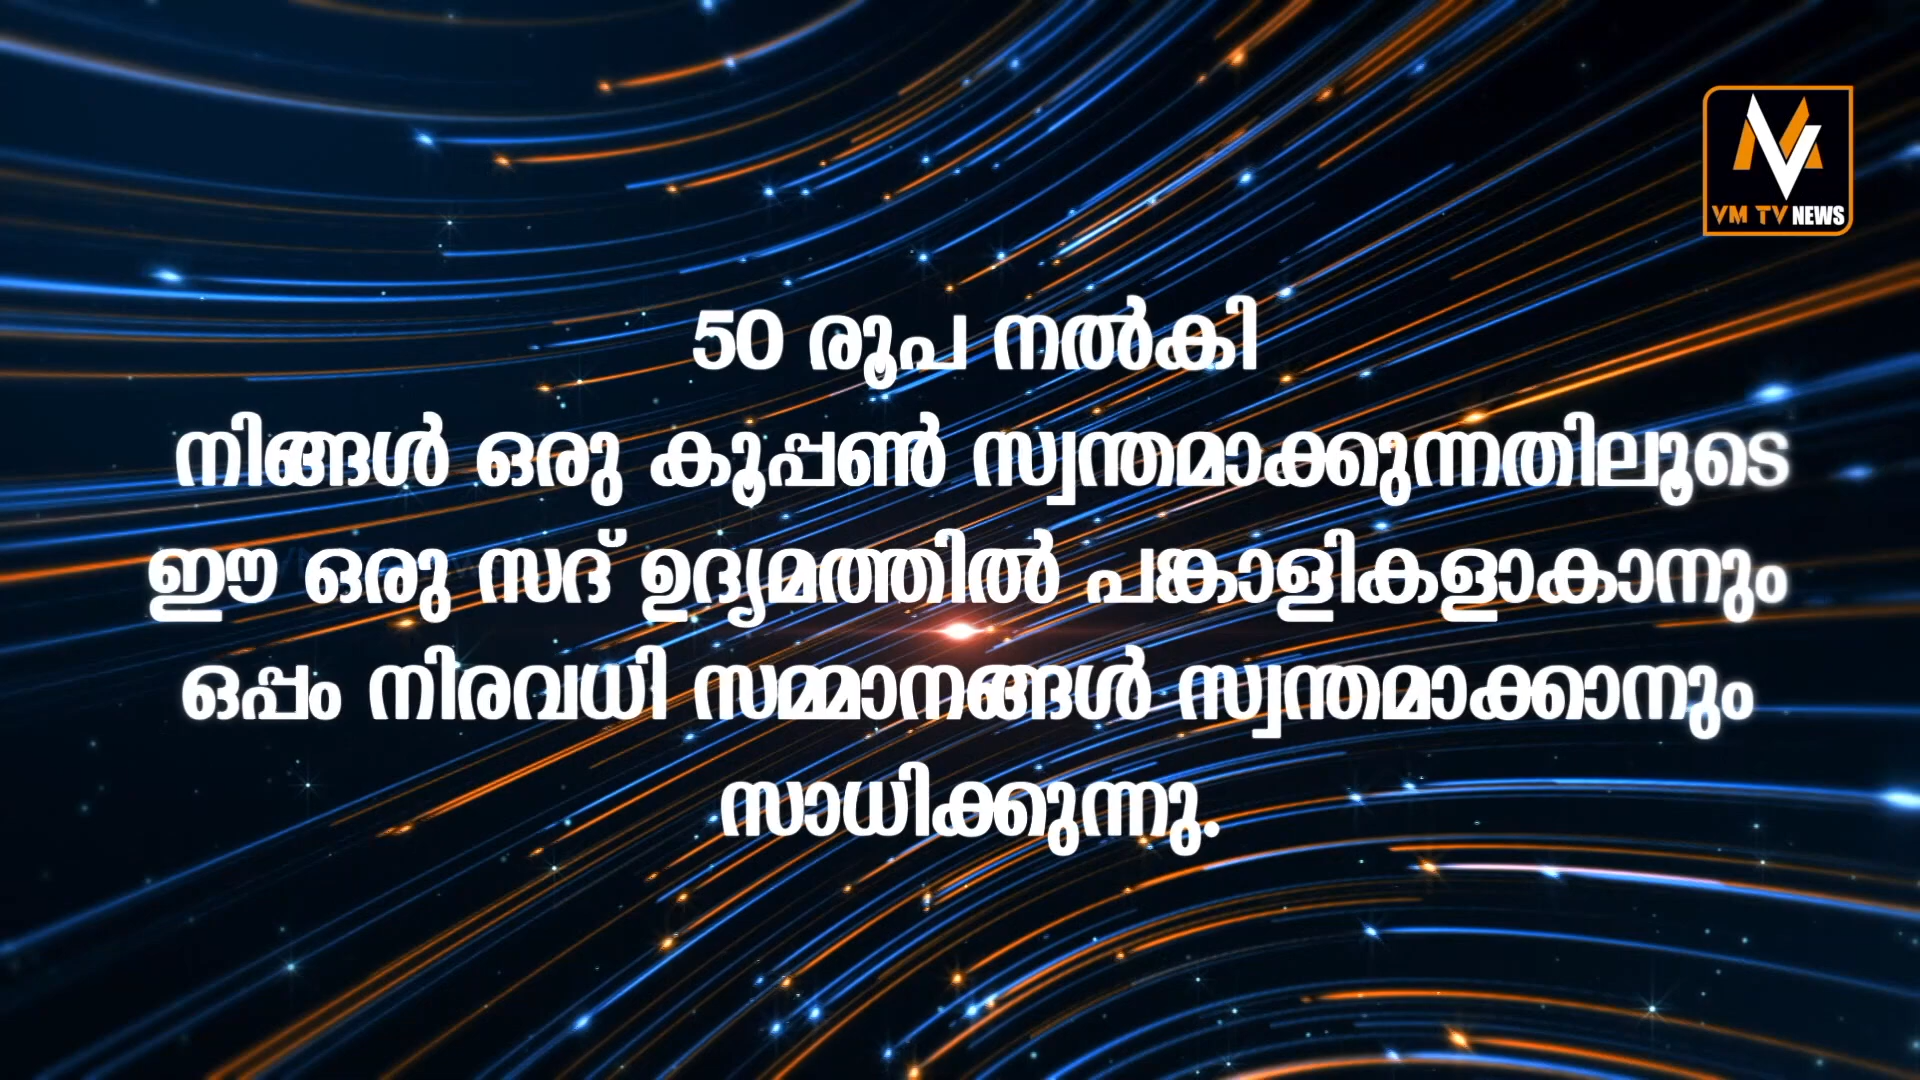 VM TV NEWS
50 രൂപ നൽകി
നിങ്ങൾ ഒരു കൂപ്പൺ സ്വന്തമാക്കുന്നതിലൂടെ
ഈ ഒരു സദ് ഉദ്യമത്തിൽ പങ്കാളികളാകാനും
ഒപ്പം നിരവധി സമ്മാനങ്ങൾ സ്വന്തമാക്കാനും
സാധിക്കുന്നു.